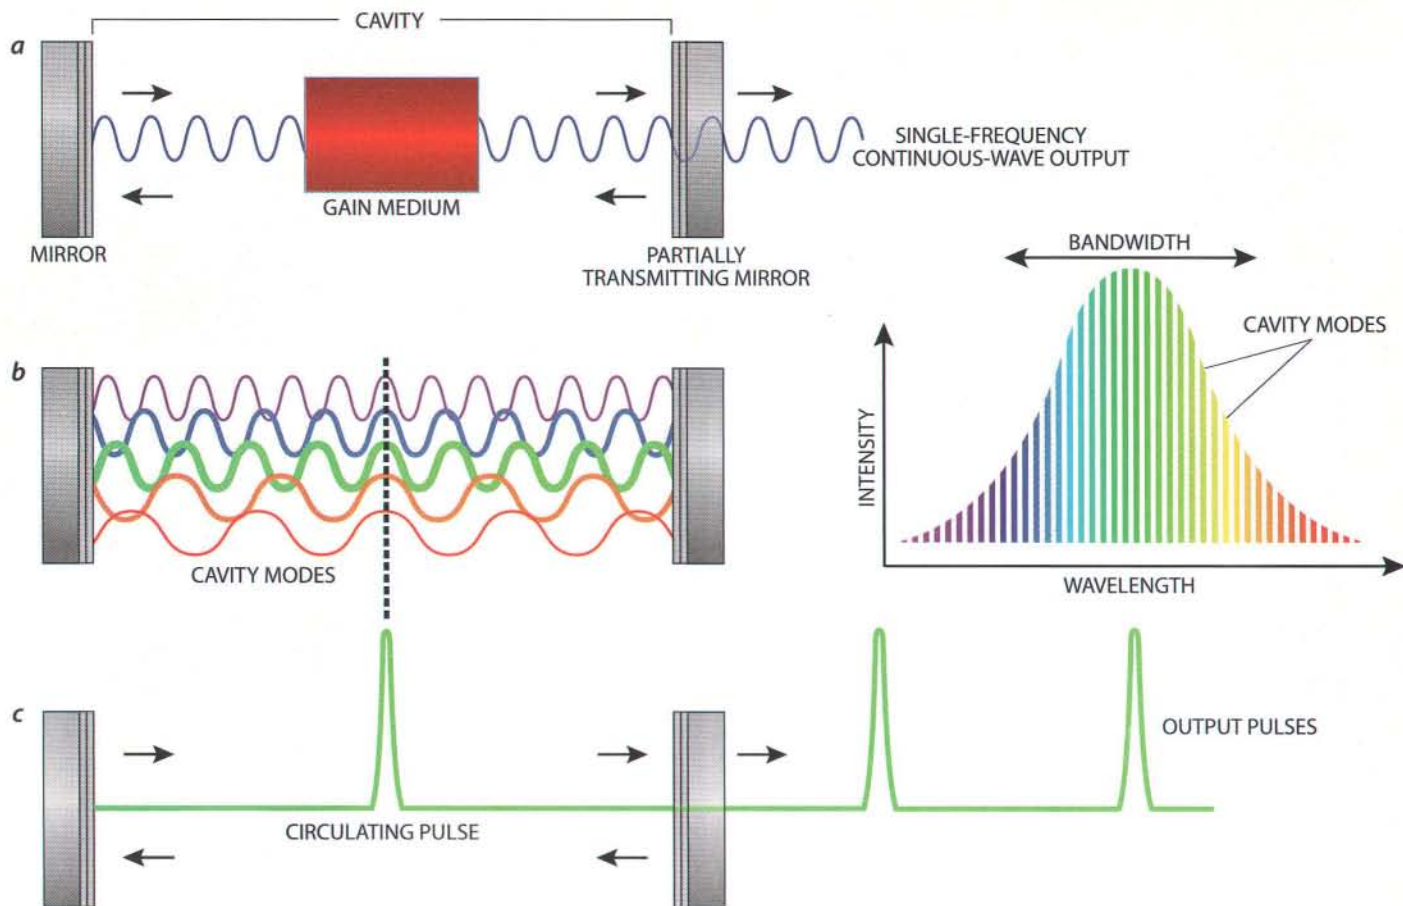 CAVITY
a
SINGLE-FREQUENCY
CONTINUOUS-WAVE OUTPUT
GAIN MEDIUM
MIRROR
PARTIALLY
TRANSMITTING MIRROR
BANDWIDTH
CAVITY MODES
INTENSITY
WAVELENGTH
b
CAVITY MODES
c
OUTPUT PULSES
CIRCULATING PULSE